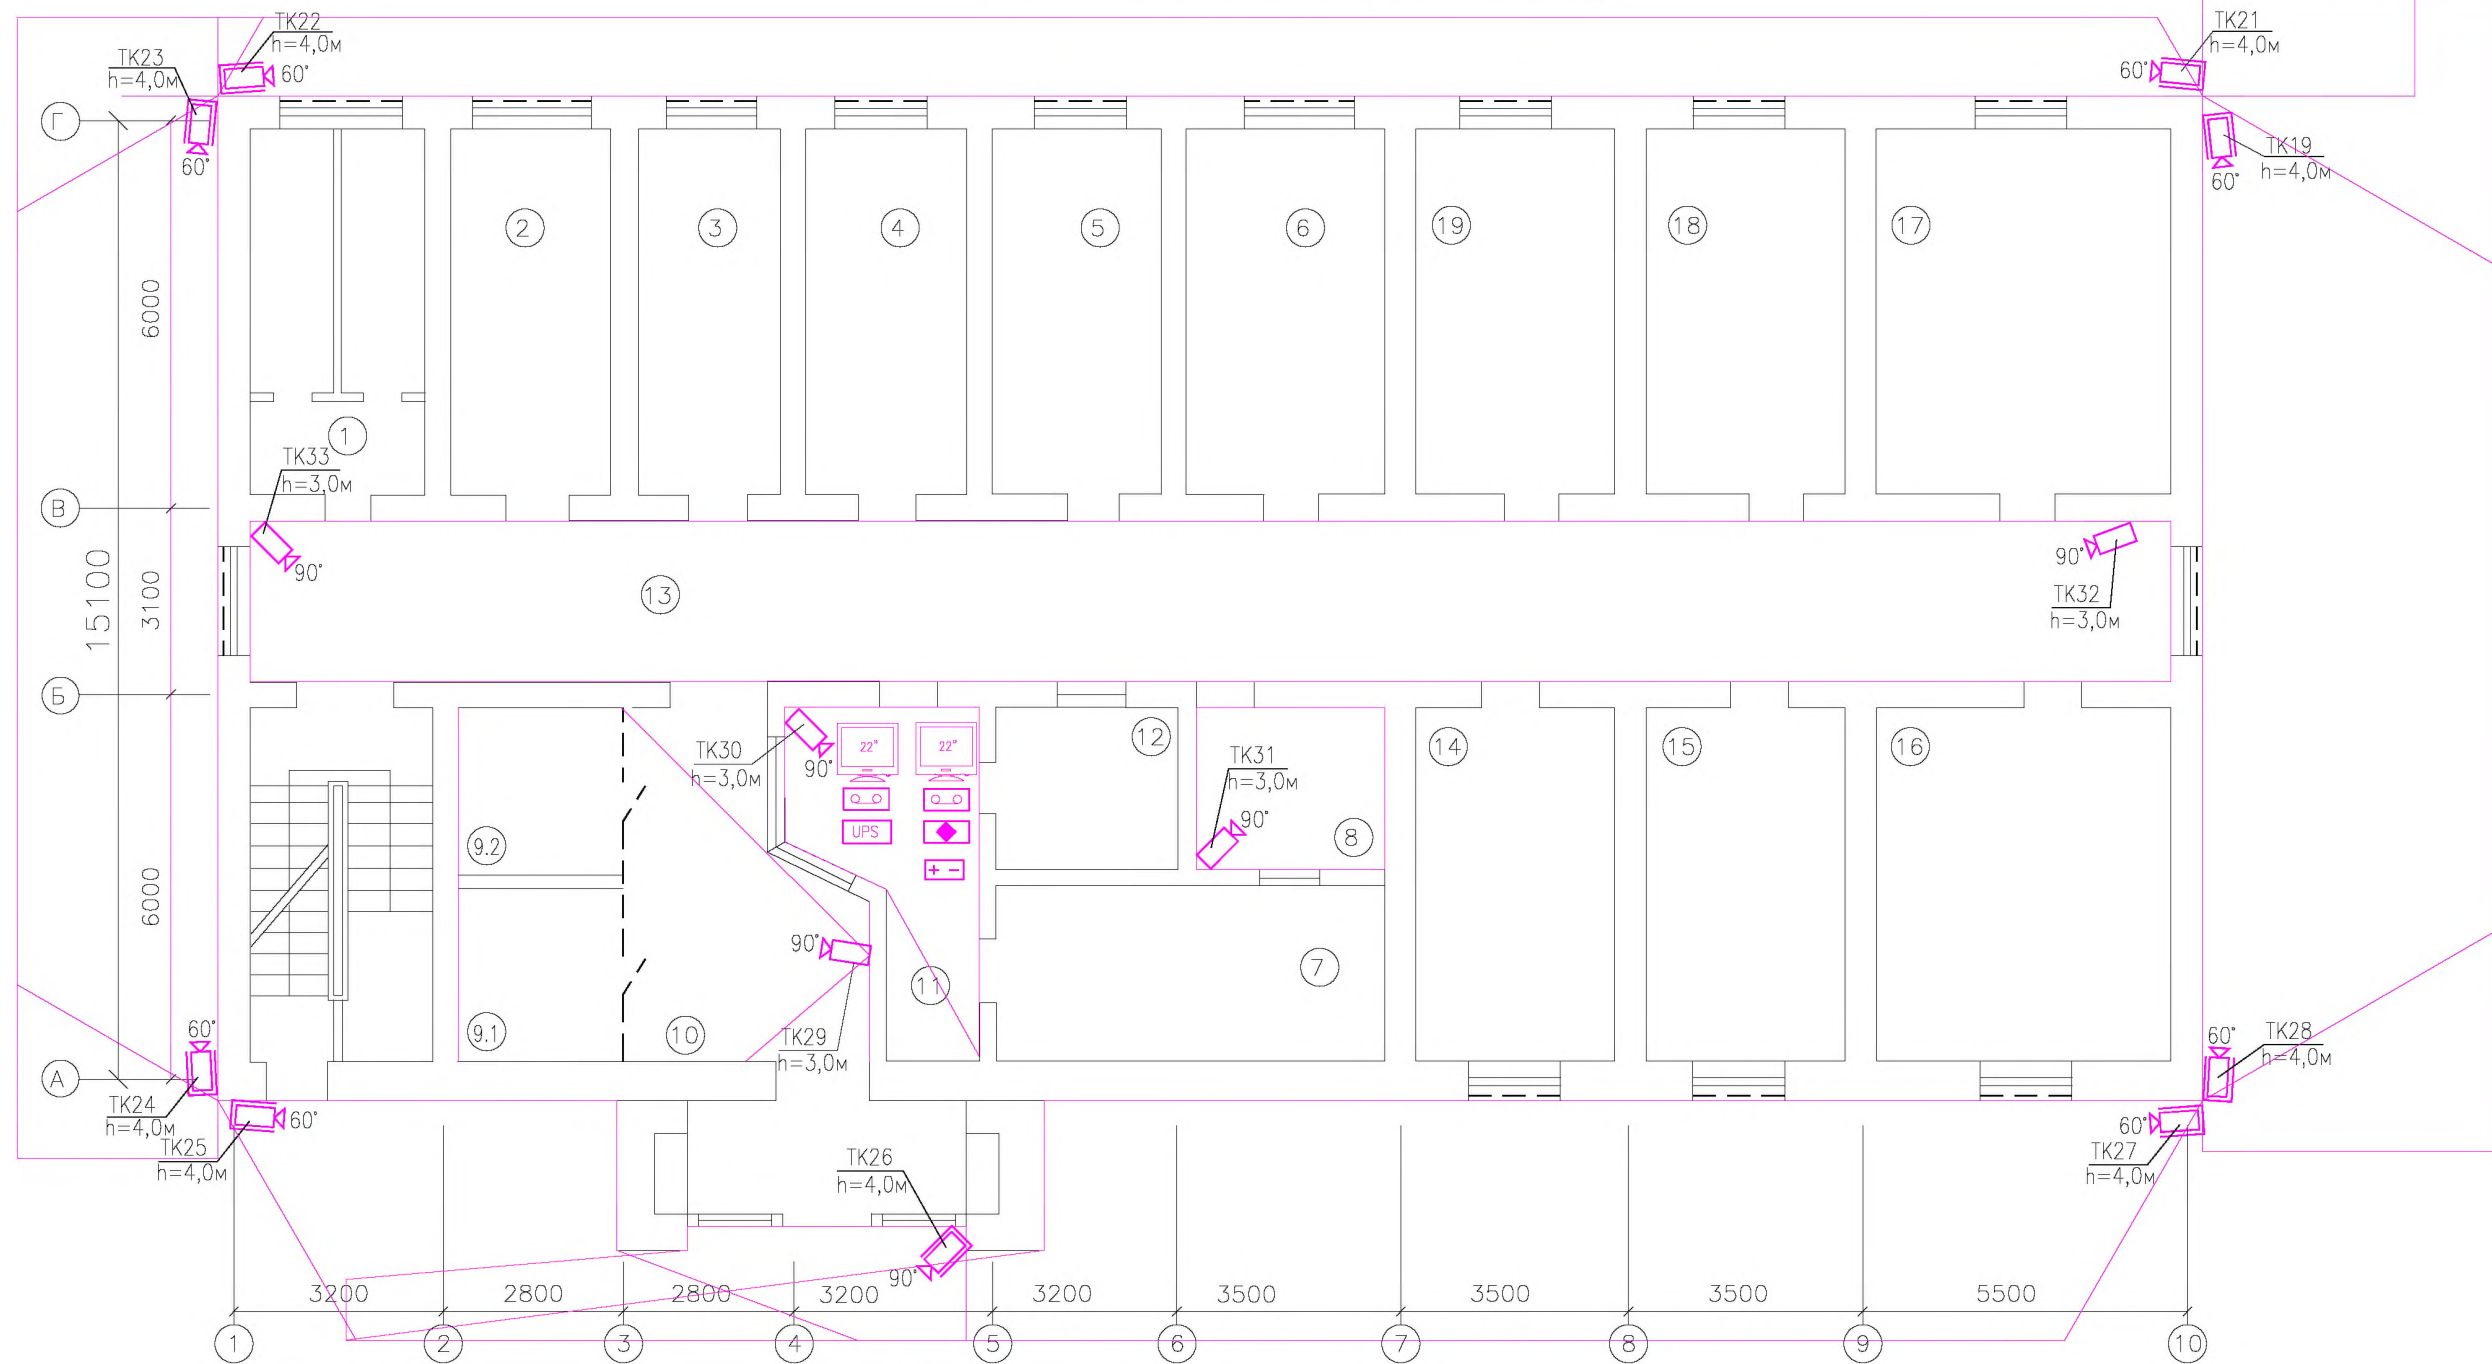 ТК22
h=4,0м
60°
ТК23
h=4,0м
60°
ТК21
h=4,0м
60°
ТК19
h=4,0м
60°
Г
В
Б
А
6000
3100
6000
15100
2
3
4
5
6
19
18
17
1
ТК33
h=3,0м
90°
13
90°
ТК32
h=3,0м
ТК30
h=3,0м
90°
22"
22"
UPS
+ -
12
ТК31
h=3,0м
90°
8
14
15
16
9.2
9.1
10
90°
ТК29
h=3,0м
11
7
60°
ТК24
h=4,0м
ТК25
h=4,0м
60°
ТК26
h=4,0м
90°
60°
ТК28
h=4,0м
60°
ТК27
h=4,0м
3200
2800
2800
3200
3200
3500
3500
3500
5500
1
2
3
4
5
6
7
8
9
10